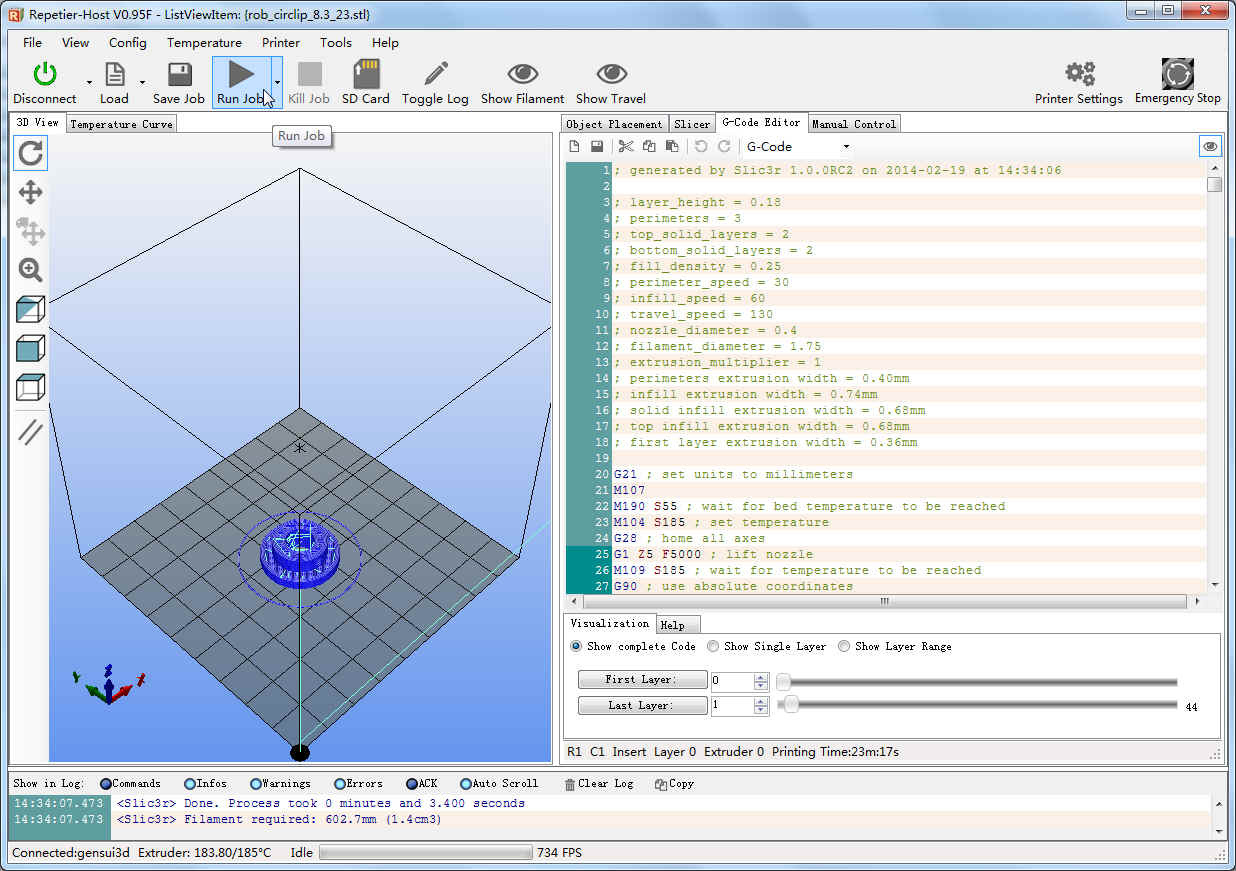 Repetier-Host V0.95F - ListViewItem: {rob_circlip_8.3_23.stl}
File View Config Temperature Printer Tools Help
Disconnect Load Save Job Run Job Kill Job SD Card Toggle Log Show Filament Show Travel Printer Settings Emergency Stop
3D View Temperature Curve
Run Job
Object Placement Slicer G-Code Editor Manual Control
G-Code
1 ; generated by Slic3r 1.0.0RC2 on 2014-02-19 at 14:34:06
2
3 ; layer_height = 0.18
4 ; perimeters = 3
5 ; top_solid_layers = 2
6 ; bottom_solid_layers = 2
7 ; fill_density = 0.25
8 ; perimeter_speed = 30
9 ; infill_speed = 60
10 ; travel_speed = 130
11 ; nozzle_diameter = 0.4
12 ; filament_diameter = 1.75
13 ; extrusion_multiplier = 1
14 ; perimeters extrusion width = 0.40mm
15 ; infill extrusion width = 0.74mm
16 ; solid infill extrusion width = 0.68mm
17 ; top infill extrusion width = 0.68mm
18 ; first layer extrusion width = 0.36mm
19
20 G21 ; set units to millimeters
21 M107
22 M190 S55 ; wait for bed temperature to be reached
23 M104 S185 ; set temperature
24 G28 ; home all axes
25 G1 Z5 F5000 ; lift nozzle
26 M109 S185 ; wait for temperature to be reached
27 G90 ; use absolute coordinates
Visualization Help
Show complete Code Show Single Layer Show Layer Range
First Layer: 0
Last Layer: 1 44
R1 C1 Insert Layer 0 Extruder 0 Printing Time:23m:17s
Show in Log: Commands Infos Warnings Errors ACK Auto Scroll Clear Log Copy
14:34:07.473 <Slic3r> Done. Process took 0 minutes and 3.400 seconds
14:34:07.473 <Slic3r> Filament required: 602.7mm (1.4cm3)
Connected:gensui3d Extruder: 183.80/185°C Idle 734 FPS